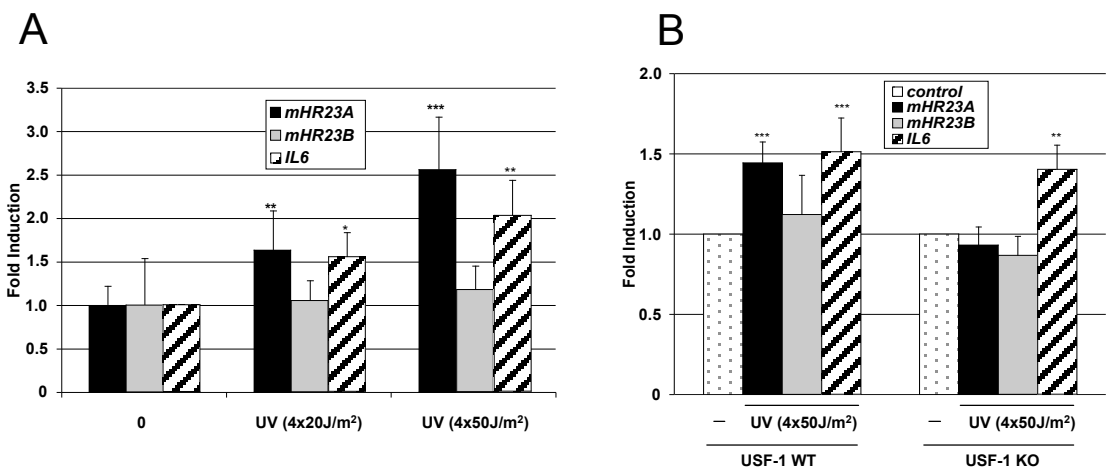 A
Fold Induction
3.5
3.0
2.5
2.0
1.5
1.0
0.5
0
mHR23A
mHR23B
IL6
**
*
***
**
0
UV (4x20J/m²)
UV (4x50J/m²)
B
Fold Induction
2.0
1.5
1.0
0.5
0
control
mHR23A
mHR23B
IL6
***
***
**
–
UV (4x50J/m²)
–
UV (4x50J/m²)
USF-1 WT
USF-1 KO